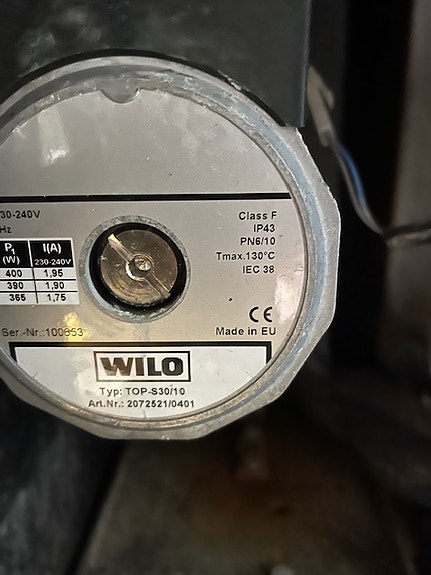 30-240V
Hz
P1 (W) I(A) 230-240V
400 1,95
390 1,90
365 1,75
Class F
IP43
PN6/10
Tmax.130°C
IEC 38
CE
Ser.-Nr.:100653
Made in EU
WILO
Typ: TOP-S30/10
Art.Nr.: 2072521/0401